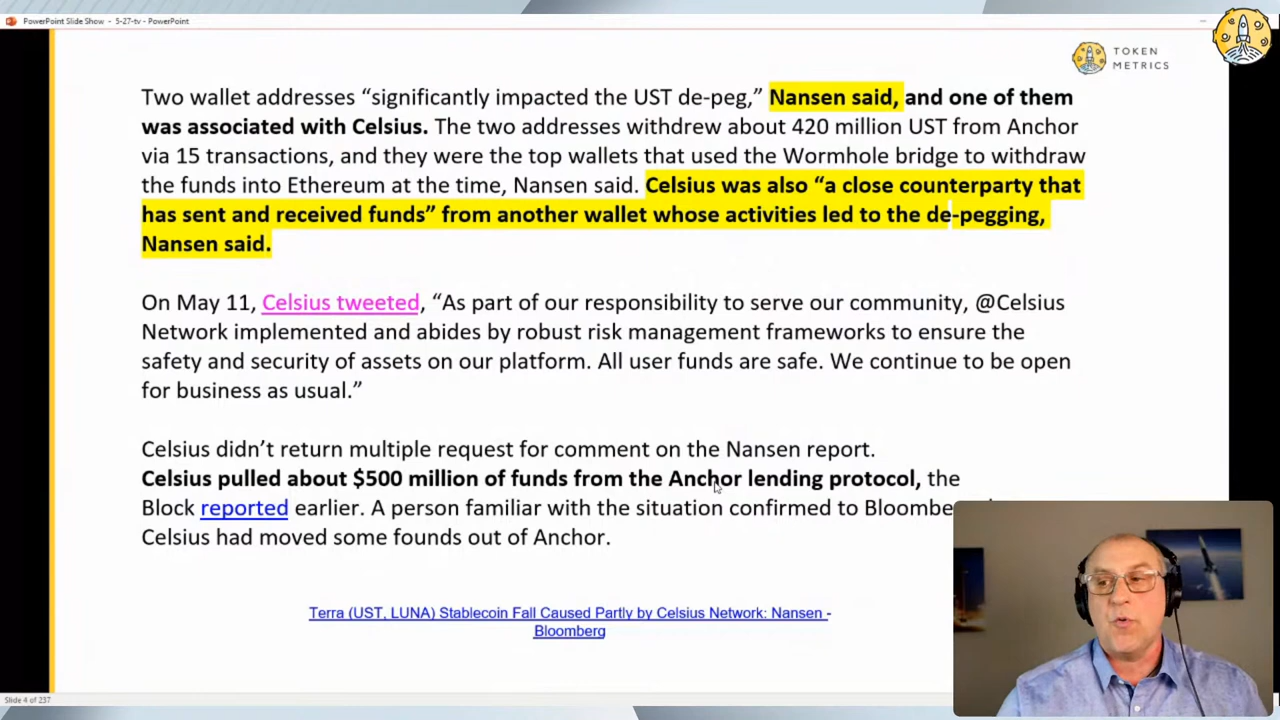 PowerPoint Slide Show - 5-27-tv - PowerPoint
TOKEN
METRICS
Two wallet addresses “significantly impacted the UST de-peg,” Nansen said, and one of them
was associated with Celsius. The two addresses withdrew about 420 million UST from Anchor
via 15 transactions, and they were the top wallets that used the Wormhole bridge to withdraw
the funds into Ethereum at the time, Nansen said. Celsius was also “a close counterparty that
has sent and received funds” from another wallet whose activities led to the de-pegging,
Nansen said.
On May 11, Celsius tweeted, “As part of our responsibility to serve our community, @Celsius
Network implemented and abides by robust risk management frameworks to ensure the
safety and security of assets on our platform. All user funds are safe. We continue to be open
for business as usual.”
Celsius didn’t return multiple request for comment on the Nansen report.
Celsius pulled about $500 million of funds from the Anchor lending protocol, the
Block reported earlier. A person familiar with the situation confirmed to
Celsius had moved some founds out of Anchor.
Terra (UST, LUNA) Stablecoin Fall Caused Partly by Celsius Network: Nansen -
Bloomberg
Slide 4 of 237